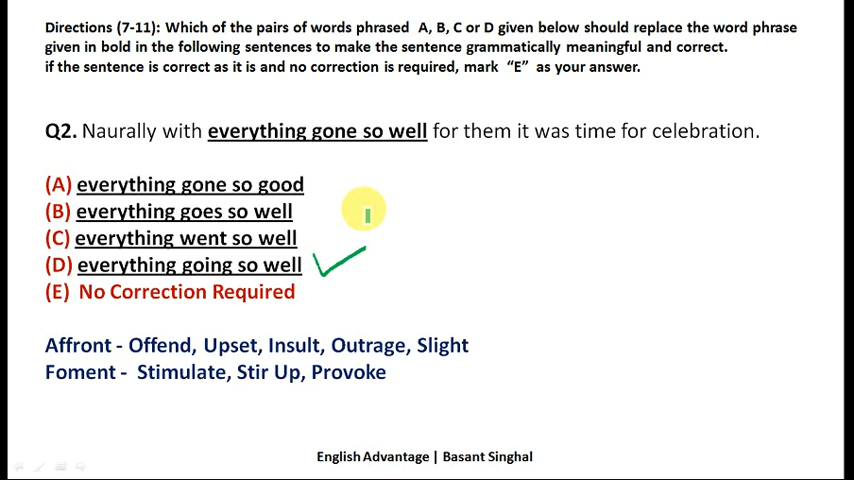 Directions (7-11): Which of the pairs of words phrased A, B, C or D given below should replace the word phrase
given in bold in the following sentences to make the sentence grammatically meaningful and correct.
if the sentence is correct as it is and no correction is required, mark “E” as your answer.
Q2. Naurally with everything gone so well for them it was time for celebration.
(A) everything gone so good
(B) everything goes so well
(C) everything went so well
(D) everything going so well
(E) No Correction Required
Affront - Offend, Upset, Insult, Outrage, Slight
Foment - Stimulate, Stir Up, Provoke
English Advantage | Basant Singhal